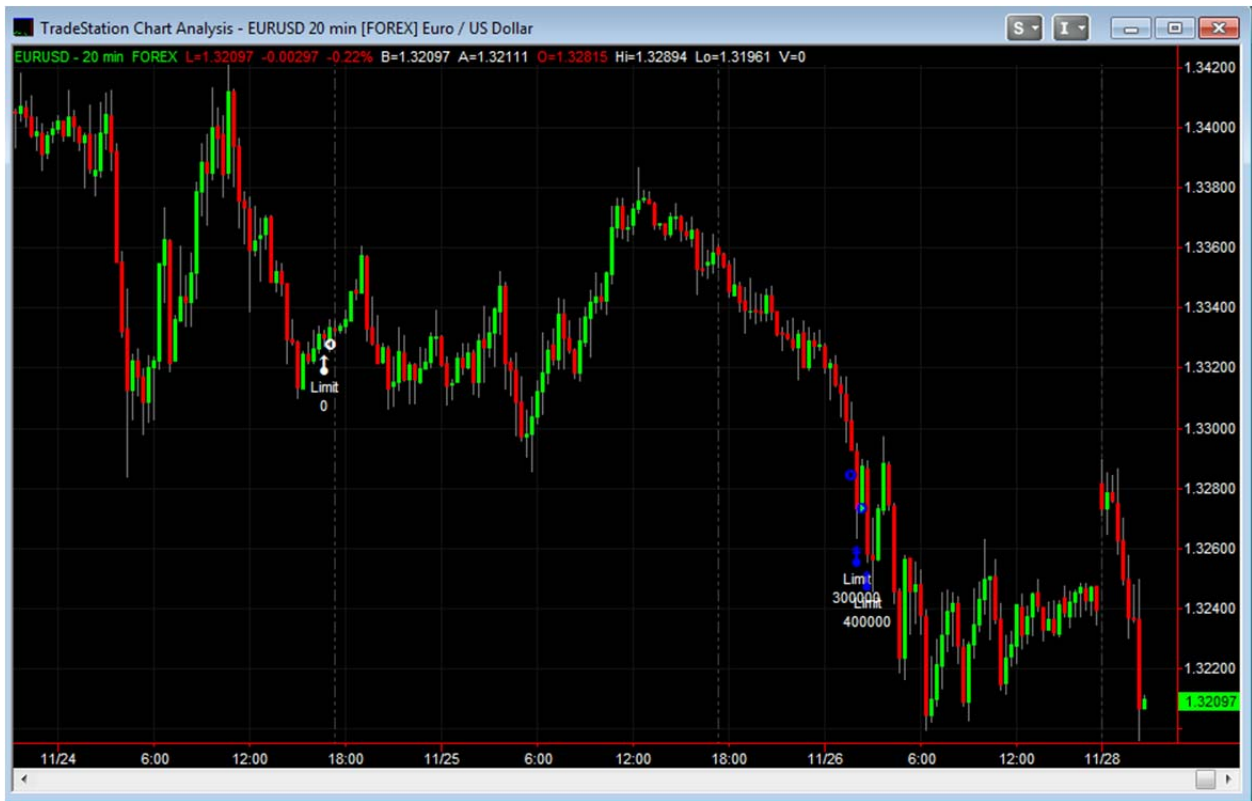 TradeStation Chart Analysis - EURUSD 20 min [FOREX] Euro / US Dollar
S
I
EURUSD - 20 min FOREX L=1.32097 -0.00297 -0.22% B=1.32097 A=1.32111 O=1.32815 Hi=1.32894 Lo=1.31961 V=0
1.34200
1.34000
1.33800
1.33600
1.33400
1.33200
Limit
0
1.33000
1.32800
1.32600
Limit
300000
Limit
400000
1.32400
1.32200
1.32097
11/24 6:00 12:00 18:00 11/25 6:00 12:00 18:00 11/26 6:00 12:00 11/28